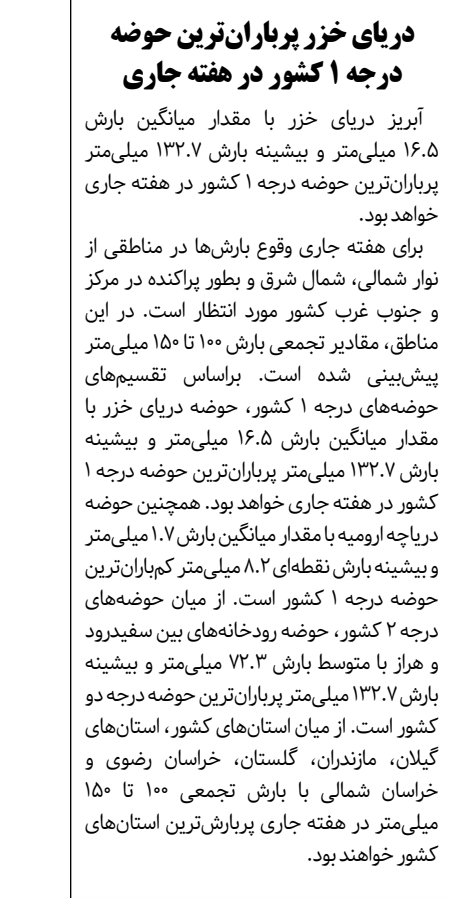 دریای خزر پرباران‌ترین حوضه
درجه ۱ کشور در هفته جاری
آبریز دریای خزر با مقدار میانگین بارش
۱۶.۵ میلی‌متر و بیشینه بارش ۱۳۲.۷ میلی‌متر
پرباران‌ترین حوضه درجه ۱ کشور در هفته جاری
خواهد بود.
برای هفته جاری وقوع بارش‌ها در مناطقی از
نوار شمالی، شمال شرق و بطور پراکنده در مرکز
و جنوب غرب کشور مورد انتظار است. در این
مناطق، مقادیر تجمعی بارش ۱۰۰ تا ۱۵۰ میلی‌متر
پیش‌بینی شده است. براساس تقسیم‌های
حوضه‌های درجه ۱ کشور، حوضه دریای خزر با
مقدار میانگین بارش ۱۶.۵ میلی‌متر و بیشینه
بارش ۱۳۲.۷ میلی‌متر پرباران‌ترین حوضه درجه ۱
کشور در هفته جاری خواهد بود. همچنین حوضه
دریاچه ارومیه با مقدار میانگین بارش ۱.۷ میلی‌متر
و بیشینه بارش نقطه‌ای ۸.۲ میلی‌متر کم‌باران‌ترین
حوضه درجه ۱ کشور است. از میان حوضه‌های
درجه ۲ کشور، حوضه رودخانه‌های بین سفیدرود
و هراز با متوسط بارش ۷۲.۳ میلی‌متر و بیشینه
بارش ۱۳۲.۷ میلی‌متر پرباران‌ترین حوضه درجه دو
کشور است. از میان استان‌های کشور، استان‌های
گیلان، مازندران، گلستان، خراسان رضوی و
خراسان شمالی با بارش تجمعی ۱۰۰ تا ۱۵۰
میلی‌متر در هفته جاری پربارش‌ترین استان‌های
کشور خواهند بود.